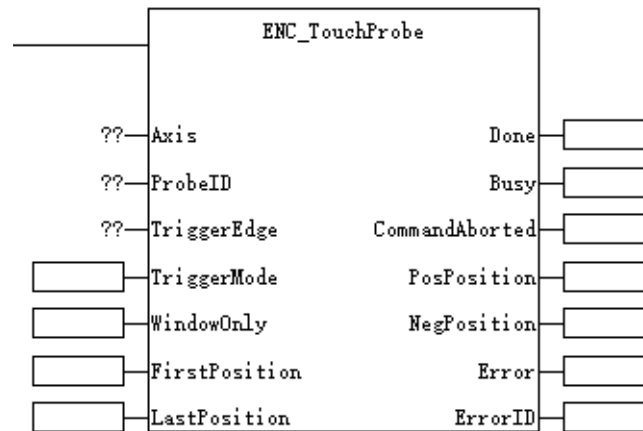 ENC_TouchProbe
?? Axis Done
?? ProbeID Busy
?? TriggerEdge CommandAborted
TriggerMode PosPosition
WindowOnly NegPosition
FirstPosition Error
LastPosition ErrorID